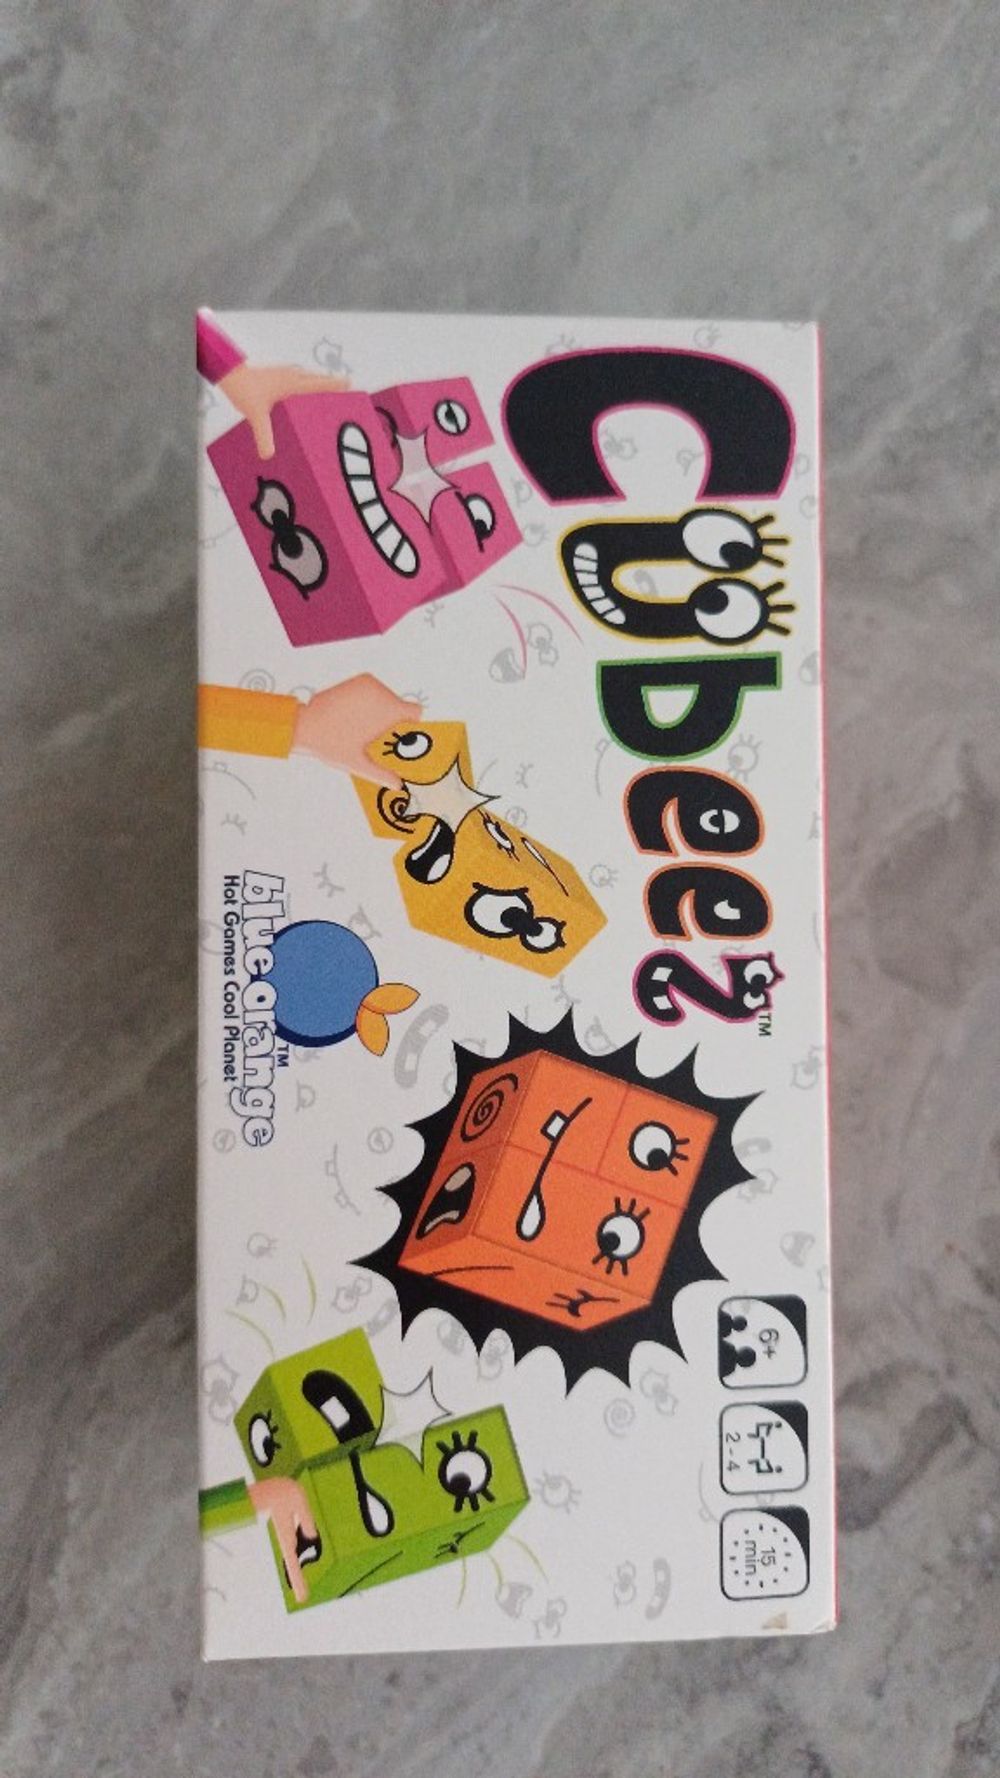 Cubeez™
6+
2-4
15
min
blue orange™
Hot Games Cool Planet